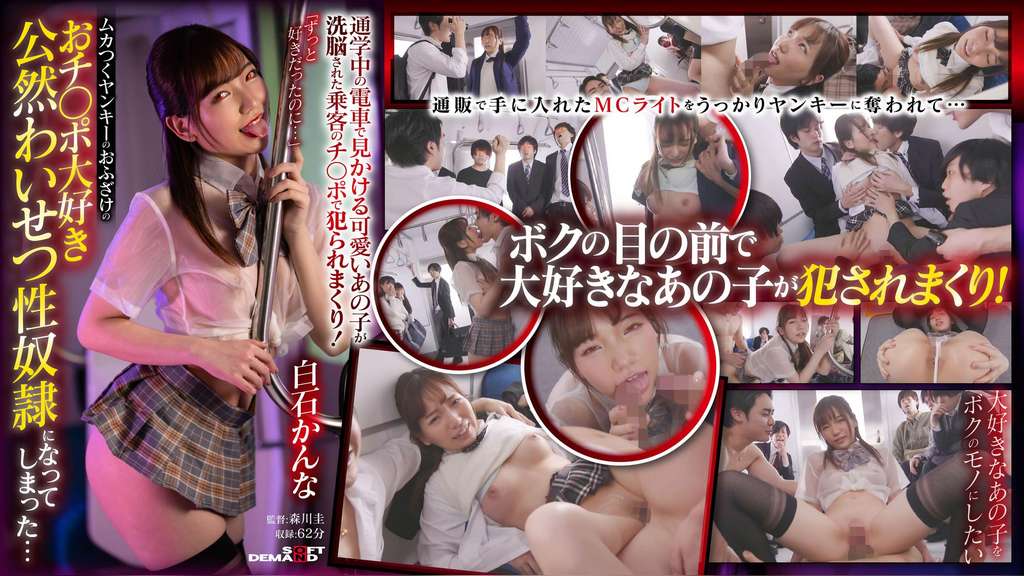 ムカつくヤンキーのおふざけの
おチ〇ポ大好き
公然わいせつ性奴隷になって
しまった…
通学中の電車で見かける可愛いあの子が
洗脳された乗客のチ〇ポで犯られまくり!
「ずっと
好きだったのに…」
白石かんな
監督:森川圭
収録:62分
SOFT
ON
DEMAND
通販で手に入れたMCライトをうっかりヤンキーに奪われて…
ボクの目の前で
大好きなあの子が犯されまくり!
大好きなあの子を
ボクのモノにしたい